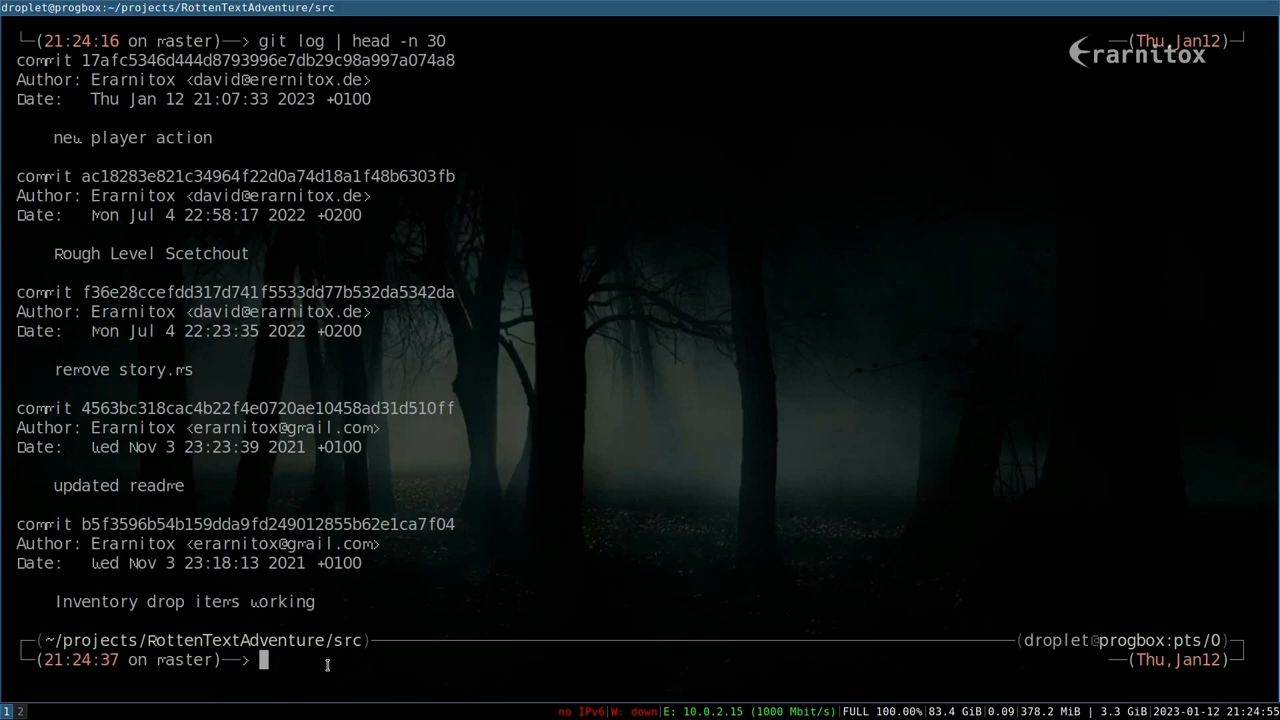 droplet@progbox:~/projects/RottenTextAdventure/src
└─(21:24:16 on master)──> git log | head -n 30 ──(Thu,Jan12)─┘
commit 17afc5346d444d8793996e7db29c98a997a074a8
Erarnitox
Author: Erarnitox <david@erernitox.de>
Date:   Thu Jan 12 21:07:33 2023 +0100
new player action
commit ac18283e821c34964f22d0a74d18a1f48b6303fb
Author: Erarnitox <david@erarnitox.de>
Date:   Mon Jul 4 22:58:17 2022 +0200
Rough Level Scetchout
commit f36e28ccefdd317d741f5533dd77b532da5342da
Author: Erarnitox <david@erarnitox.de>
Date:   Mon Jul 4 22:23:35 2022 +0200
remove story.ms
commit 4563bc318cac4b22f4e0720ae10458ad31d510ff
Author: Erarnitox <erarnitox@gmail.com>
Date:   Wed Nov 3 23:23:39 2021 +0100
updated readme
commit b5f3596b54b159dda9fd249012855b62e1ca7f04
Author: Erarnitox <erarnitox@gmail.com>
Date:   Wed Nov 3 23:18:13 2021 +0100
Inventory drop items working
┌─(~/projects/RottenTextAdventure/src)──(droplet@progbox:pts/0)─┐
└─(21:24:37 on master)──> ──(Thu,Jan12)─┘
1 2 no IPv6|W: down|E: 10.0.2.15 (1000 Mbit/s)|FULL 100.00%|83.4 GiB|0.09|378.2 MiB | 3.3 GiB|2023-01-12 21:24:55